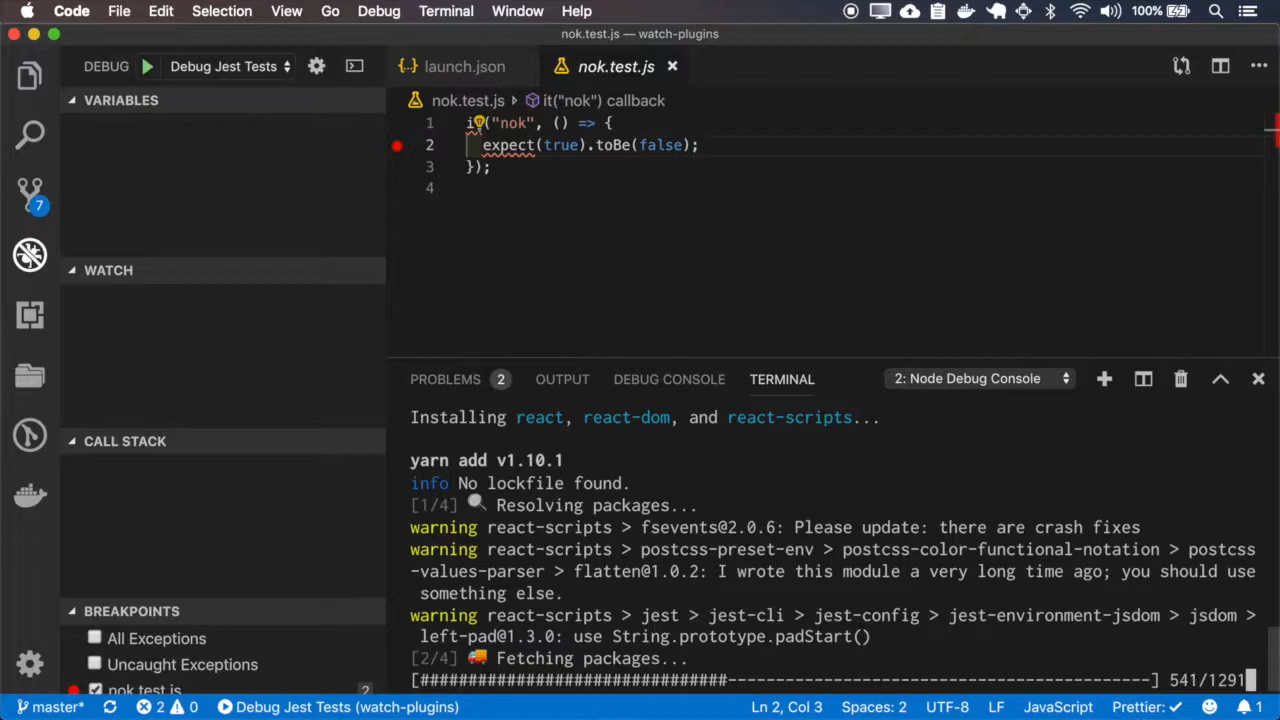 Code File Edit Selection View Go Debug Terminal Window Help 100%
nok.test.js — watch-plugins
DEBUG Debug Jest Tests
{··} launch.json nok.test.js
VARIABLES
nok.test.js it("nok") callback
1 i ("nok", () => {
2 expect(true).toBe(false);
3 });
4
7
WATCH
CALL STACK
BREAKPOINTS
All Exceptions
Uncaught Exceptions
nok.test.js 2
PROBLEMS 2 OUTPUT DEBUG CONSOLE TERMINAL 2: Node Debug Console
Installing react, react-dom, and react-scripts...
yarn add v1.10.1
info No lockfile found.
[1/4] Resolving packages...
warning react-scripts > fsevents@2.0.6: Please update: there are crash fixes
warning react-scripts > postcss-preset-env > postcss-color-functional-notation > postcss
-values-parser > flatten@1.0.2: I wrote this module a very long time ago; you should use
something else.
warning react-scripts > jest > jest-cli > jest-config > jest-environment-jsdom > jsdom >
left-pad@1.3.0: use String.prototype.padStart()
[2/4] Fetching packages...
[################################--------------------------------------------] 541/1291
master* 2 0 Debug Jest Tests (watch-plugins) Ln 2, Col 3 Spaces: 2 UTF-8 LF JavaScript Prettier: ✓ 1